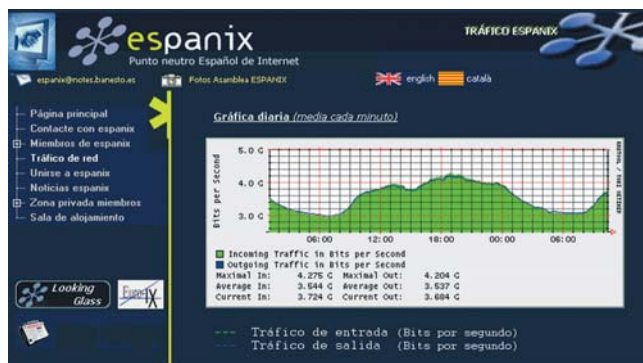 espanix
Punto neutro Español de Internet
TRÁFICO ESPANIX
espanix@notes.banesto.es
Fotos Asamblea ESPANIX
english
català
Página principal
Contacte con espanix
Miembros de espanix
Tráfico de red
Unirse a espanix
Noticias espanix
Zona privada miembros
Sala de alojamiento
Looking
Glass
Euro-IX
Gráfica diaria (media cada minuto)
Bits per Second
5.0 G
4.0 G
3.0 G
06:00 12:00 18:00 00:00 06:00
RRDTOOL / TOBI OETIKER
Incoming Traffic in Bits per Second
Outgoing Traffic in Bits per Second
Maximal In: 4.275 G Maximal Out: 4.204 G
Average In: 3.544 G Average Out: 3.537 G
Current In: 3.724 G Current Out: 3.684 G
Tráfico de entrada (Bits por segundo)
Tráfico de salida (Bits por segundo)